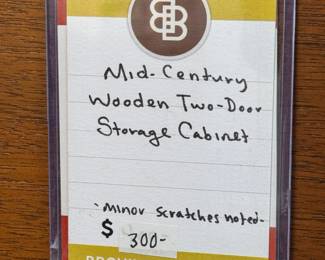 Mid-Century
Wooden Two-Door
Storage Cabinet
-minor scratches noted-
$ 300-